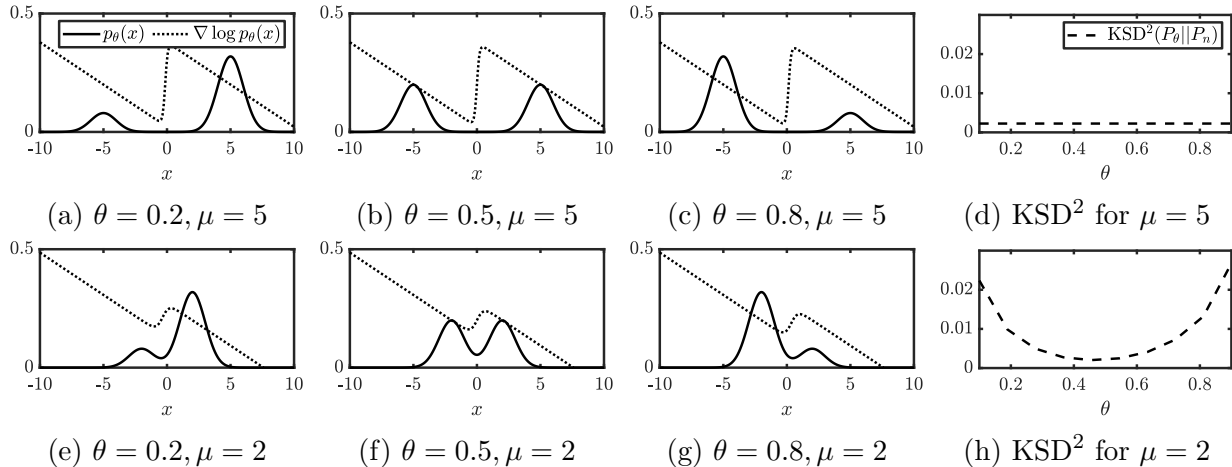 0.5
0
-10 -5 0 5 10
x
p_θ(x) ∇ log p_θ(x)
(a) θ = 0.2, μ = 5
-10 -5 0 5 10
x
(b) θ = 0.5, μ = 5
0.5
0
-10 -5 0 5 10
x
(c) θ = 0.8, μ = 5
0.02
0.01
0
0.2 0.4 0.6 0.8
θ
KSD²(P_θ||P_n)
(d) KSD² for μ = 5
0.5
0
-10 -5 0 5 10
x
(e) θ = 0.2, μ = 2
0.5
0
-10 -5 0 5 10
x
(f) θ = 0.5, μ = 2
0.5
0
-10 -5 0 5 10
x
(g) θ = 0.8, μ = 2
0.02
0.01
0
0.2 0.4 0.6 0.8
θ
(h) KSD² for μ = 2